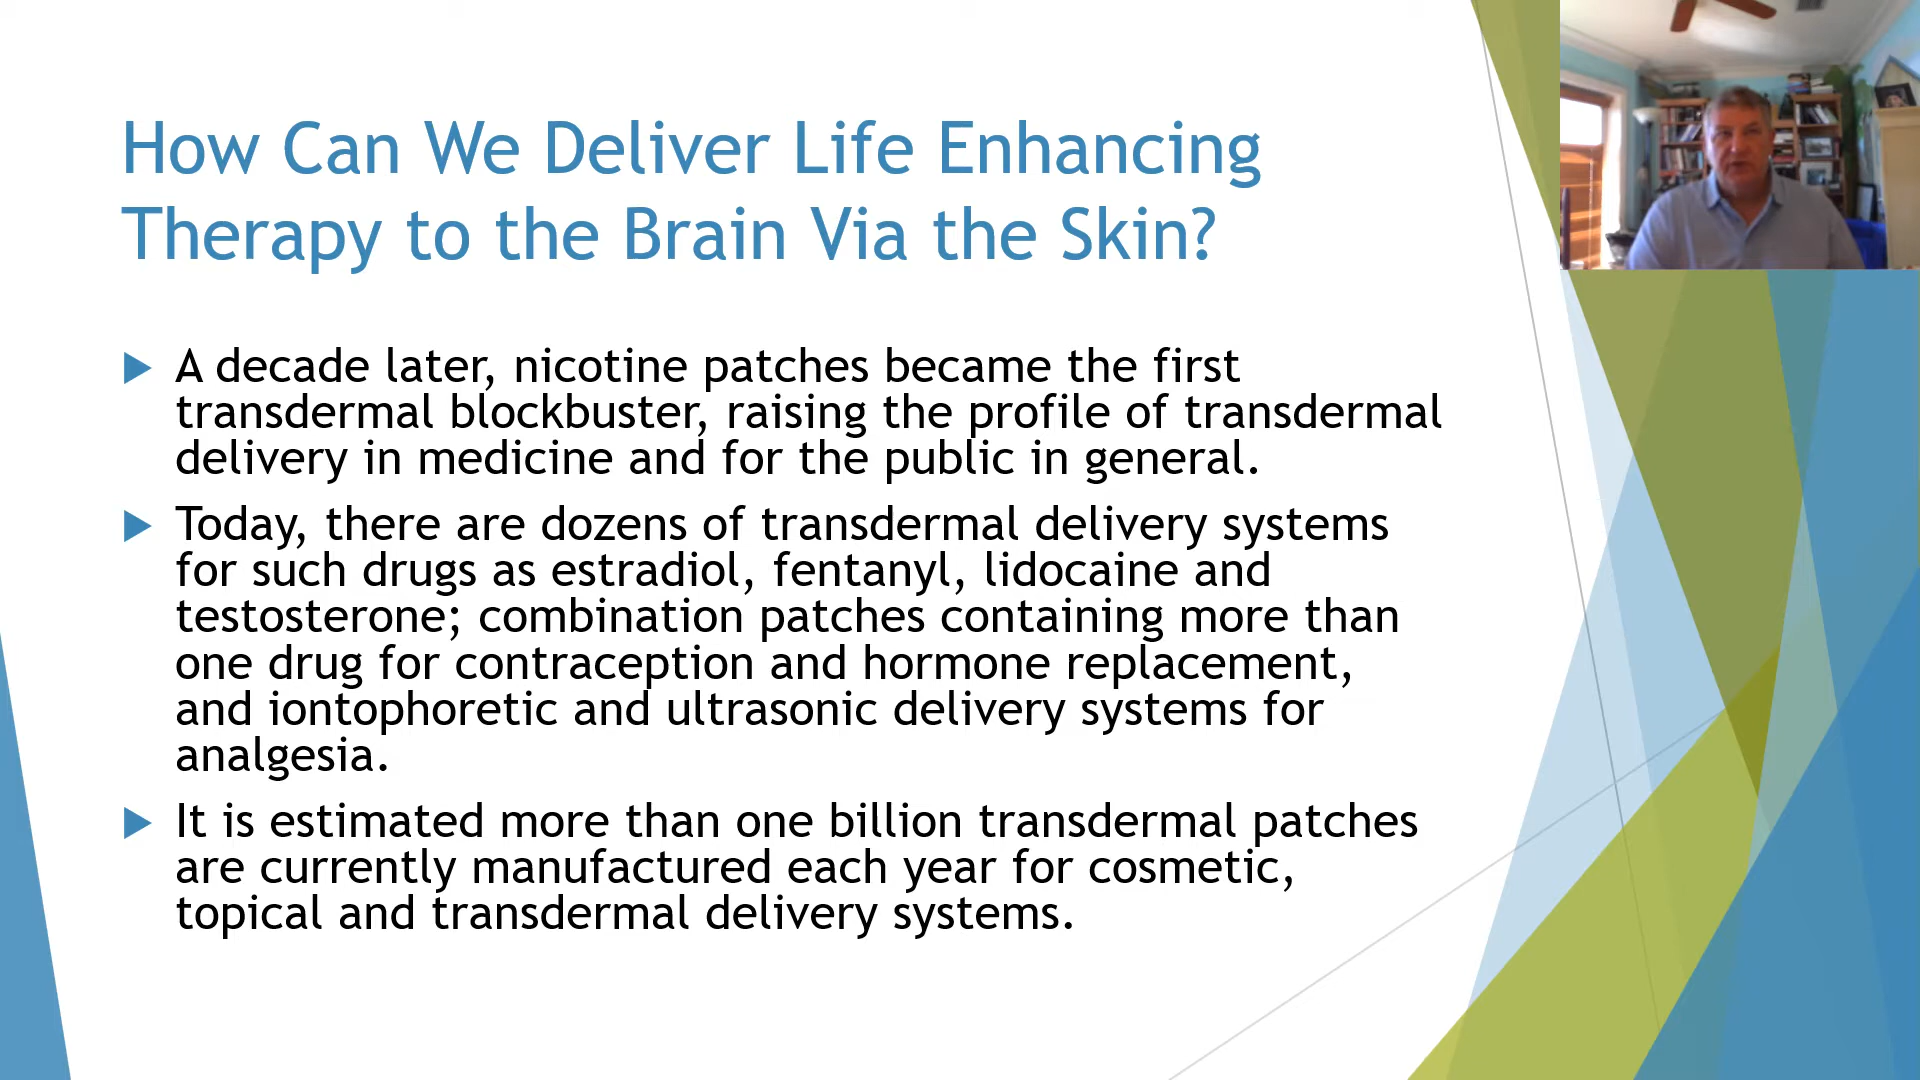 How Can We Deliver Life Enhancing
Therapy to the Brain Via the Skin?
A decade later, nicotine patches became the first
transdermal blockbuster, raising the profile of transdermal
delivery in medicine and for the public in general.
Today, there are dozens of transdermal delivery systems
for such drugs as estradiol, fentanyl, lidocaine and
testosterone; combination patches containing more than
one drug for contraception and hormone replacement,
and iontophoretic and ultrasonic delivery systems for
analgesia.
It is estimated more than one billion transdermal patches
are currently manufactured each year for cosmetic,
topical and transdermal delivery systems.